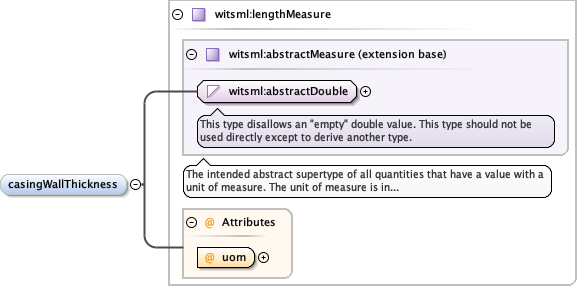 witsml:lengthMeasure
witsml:abstractMeasure (extension base)
witsml:abstractDouble
This type disallows an "empty" double value. This type should not be
used directly except to derive another type.
The intended abstract supertype of all quantities that have a value with a
unit of measure. The unit of measure is in...
casingWallThickness
@ Attributes
@ uom